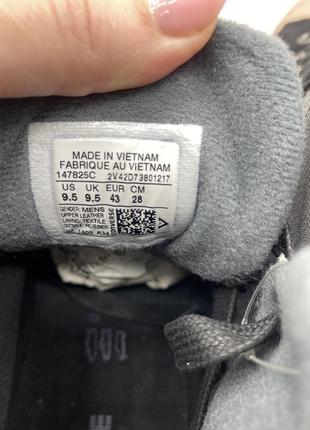 MADE IN VIETNAM
FABRIQUE AU VIETNAM
147825C 2V42D73801217
US UK EUR CM
9.5 9.5 43 28
GENDER: MENS
UPPER: LEATHER
LINING: TEXTILE
OUTSOLE: RUBBER